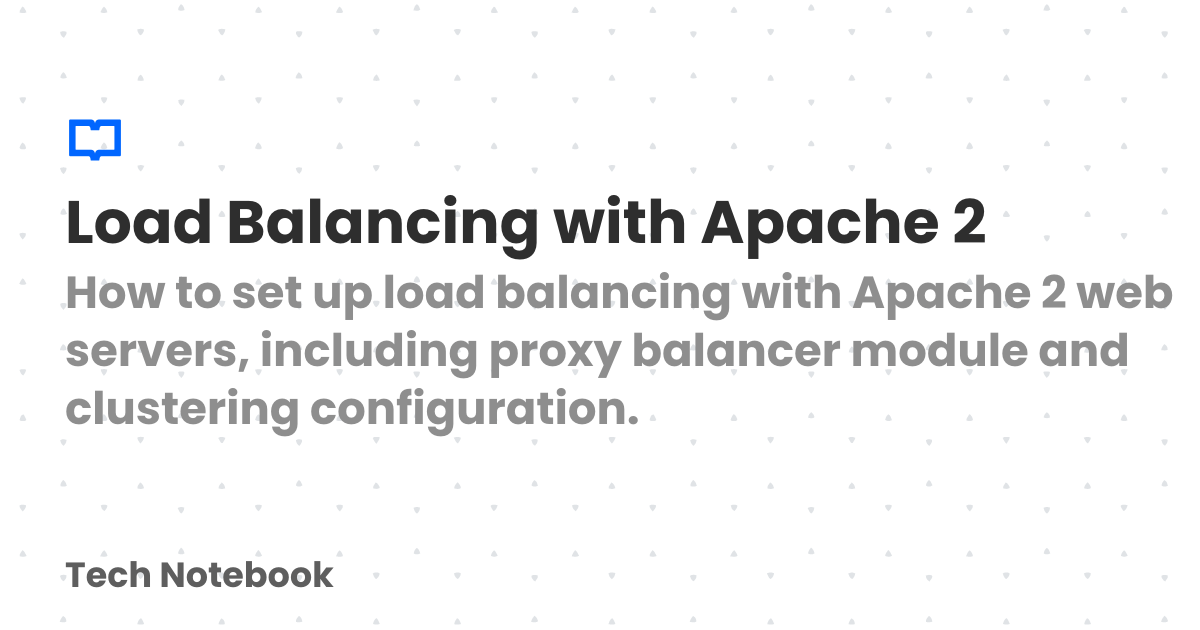 Load Balancing with Apache 2
How to set up load balancing with Apache 2 web
servers, including proxy balancer module and
clustering configuration.
Tech Notebook